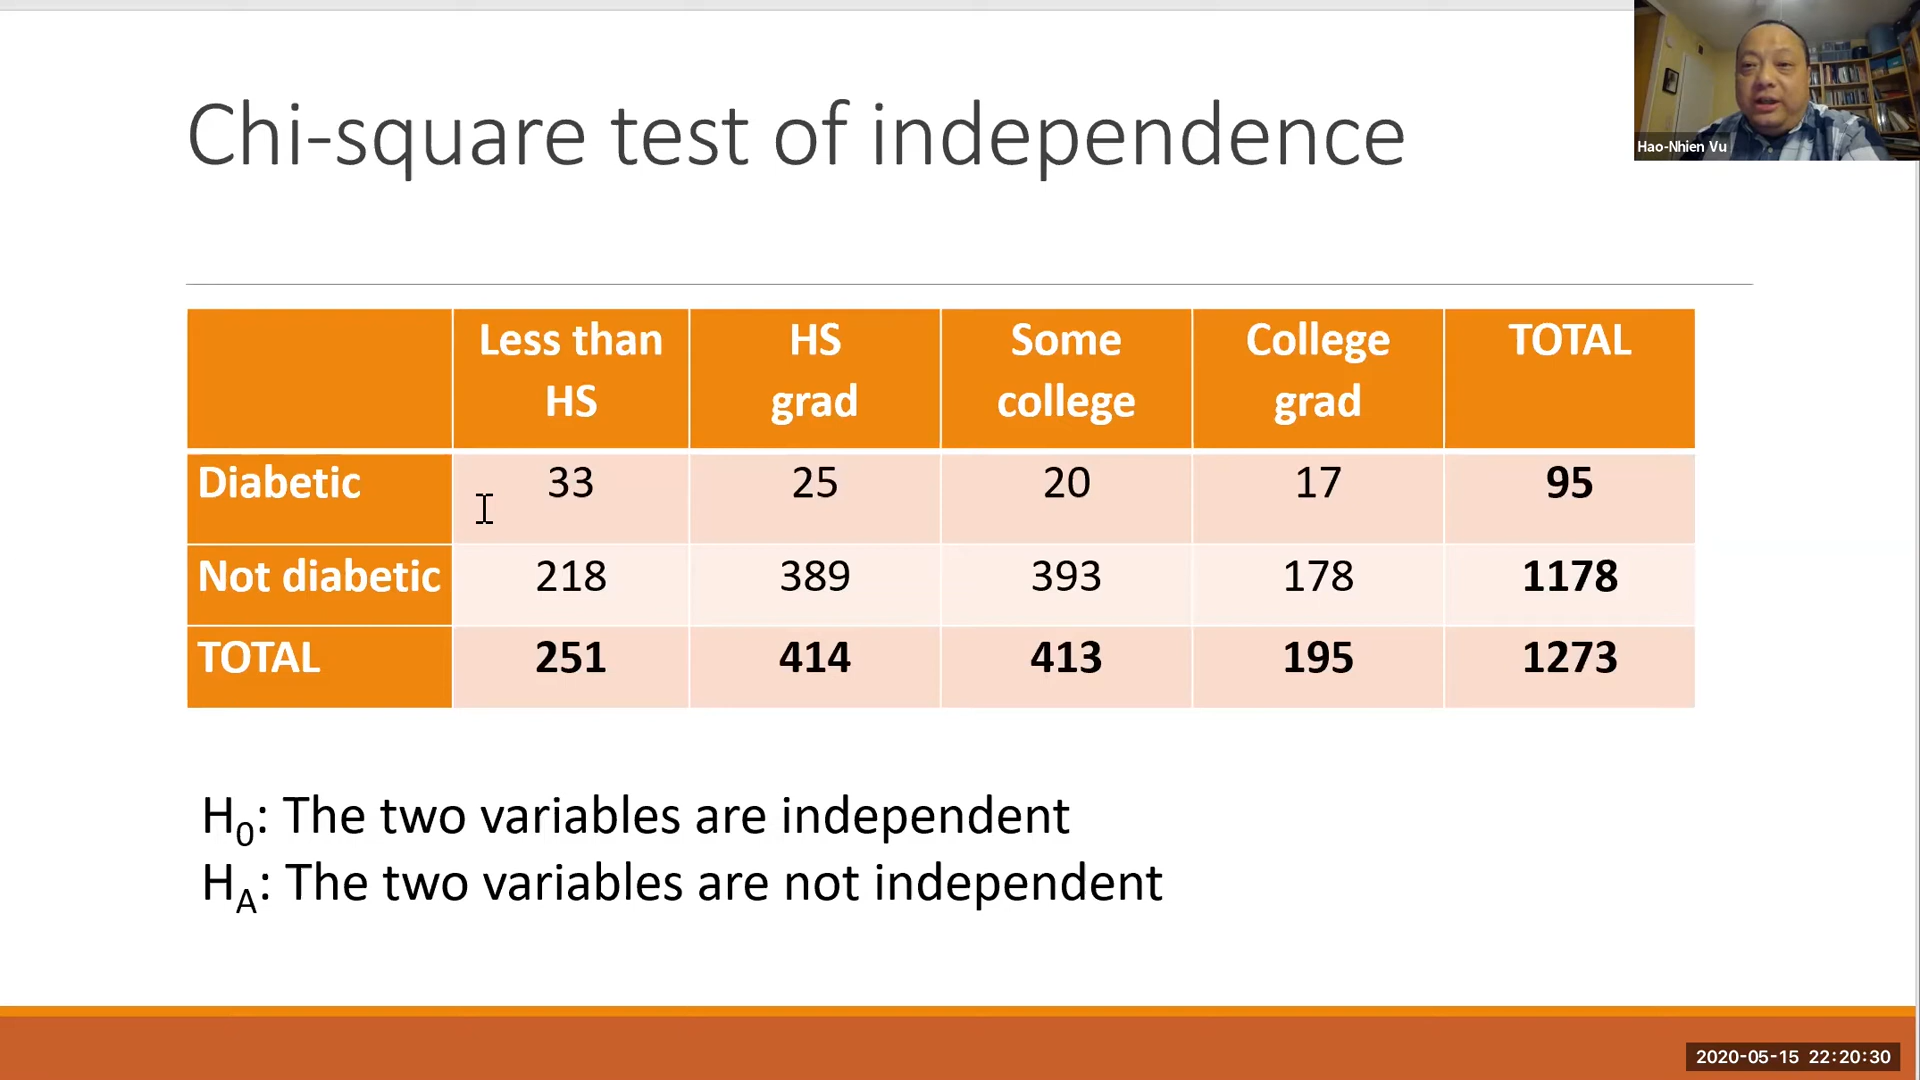 Chi-square test of independence
Hao-Nhien Vu
Less than HS
HS grad
Some college
College grad
TOTAL
Diabetic 33 25 20 17 95
Not diabetic 218 389 393 178 1178
TOTAL 251 414 413 195 1273
H0: The two variables are independent
HA: The two variables are not independent
2020-05-15 22:20:30